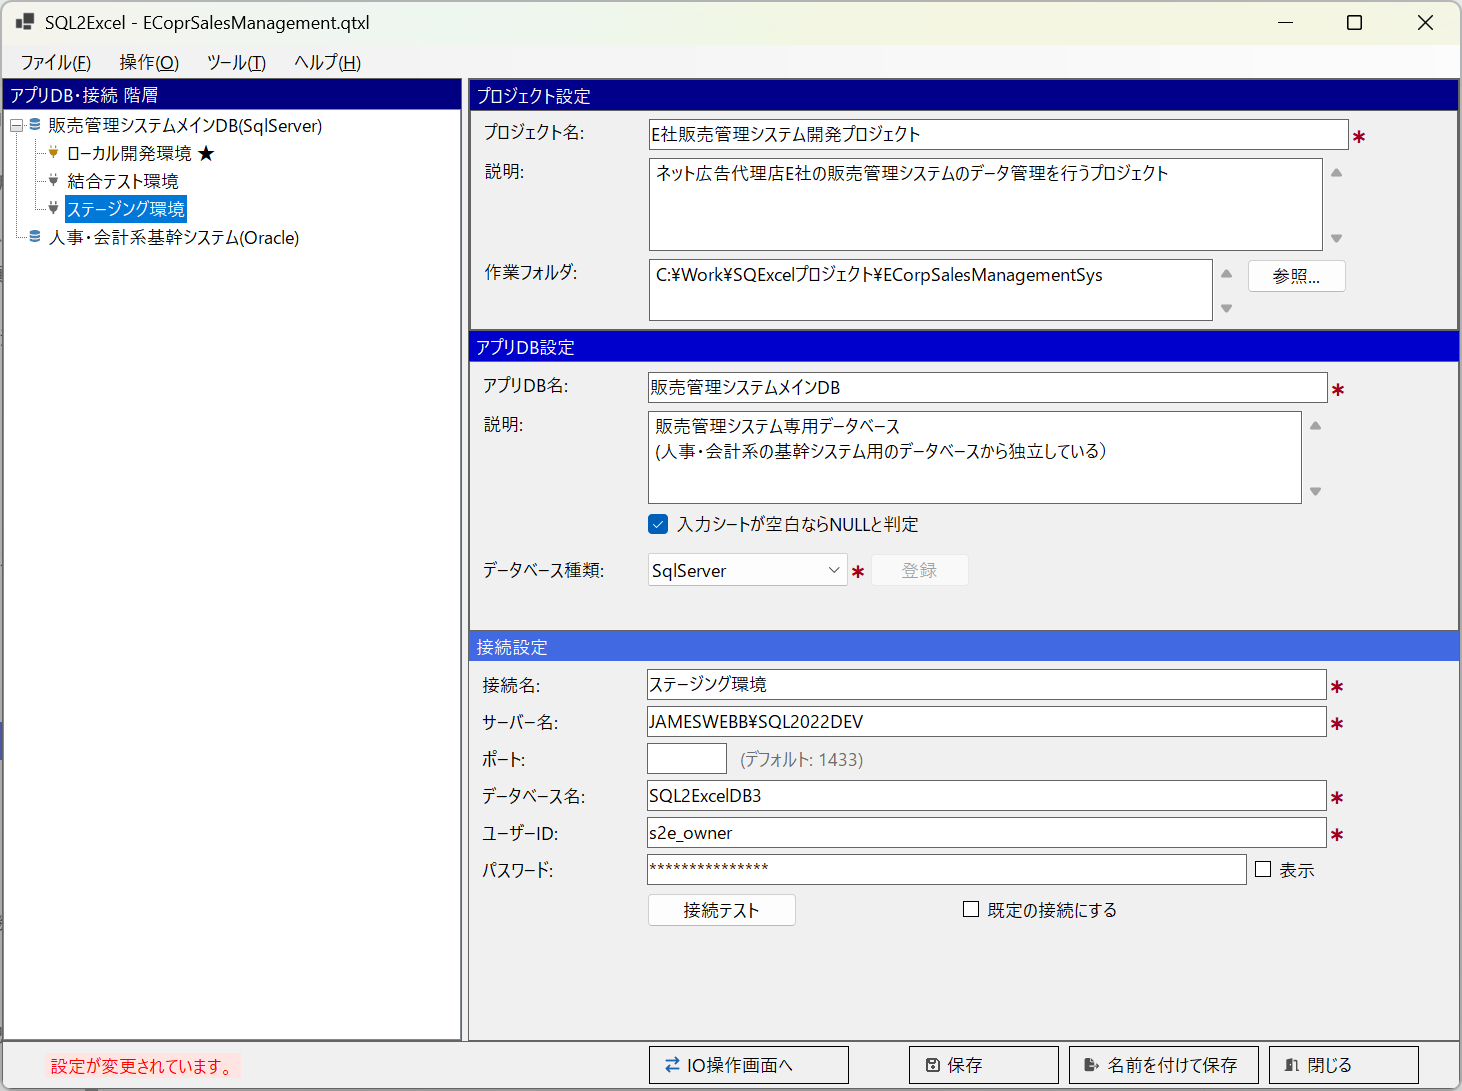 SQL2Excel - ECoprSalesManagement.qtxl
ファイル(F) 操作(O) ツール(T) ヘルプ(H)
アプリDB・接続 階層
販売管理システムメインDB(SqlServer)
ローカル開発環境 ★
結合テスト環境
ステージング環境
人事・会計系基幹システム(Oracle)
プロジェクト設定
プロジェクト名: E社販売管理システム開発プロジェクト *
説明: ネット広告代理店E社の販売管理システムのデータ管理を行うプロジェクト
作業フォルダ: C:¥Work¥SQExcelプロジェクト¥ECorpSalesManagementSys 参照...
アプリDB設定
アプリDB名: 販売管理システムメインDB *
説明: 販売管理システム専用データベース
(人事・会計系の基幹システム用のデータベースから独立している)
入力シートが空白ならNULLと判定
データベース種類: SqlServer * 登録
接続設定
接続名: ステージング環境 *
サーバー名: JAMESWEBB¥SQL2022DEV *
ポート: (デフォルト: 1433)
データベース名: SQL2ExcelDB3 *
ユーザーID: s2e_owner *
パスワード: *************** 表示
接続テスト 既定の接続にする
設定が変更されています。 IO操作画面へ 保存 名前を付けて保存 閉じる